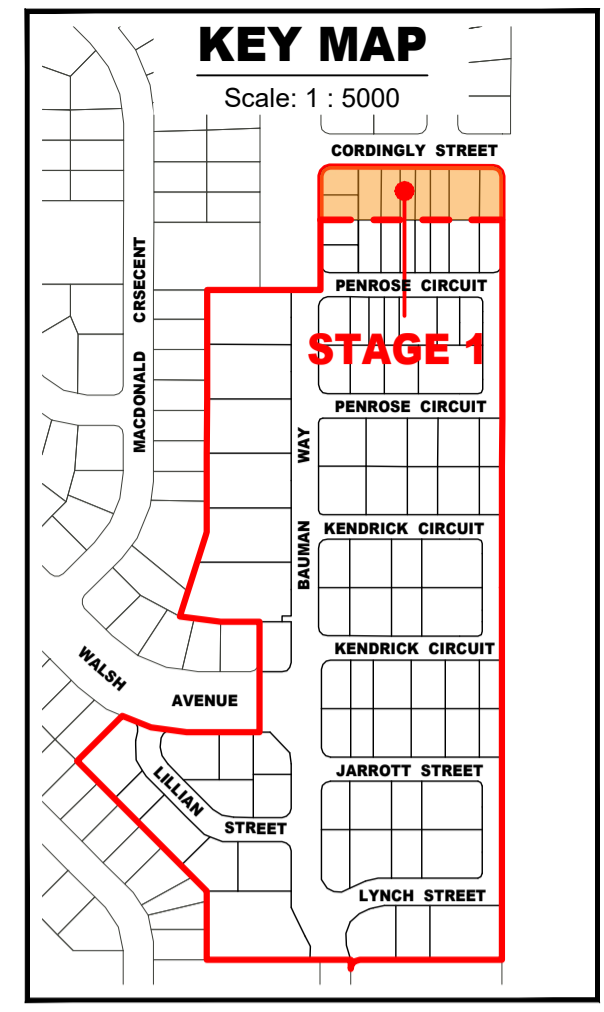 KEY MAP
Scale: 1 : 5000
CORDINGLY STREET
MACDONALD CRSECENT
PENROSE CIRCUIT
STAGE 1
PENROSE CIRCUIT
BAUMAN WAY
KENDRICK CIRCUIT
KENDRICK CIRCUIT
WALSH AVENUE
JARROTT STREET
LILLIAN STREET
LYNCH STREET